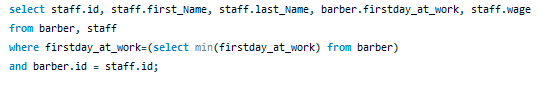 select staff.id, staff.first_Name, staff.last_Name, barber.firstday_at_work, staff.wage
from barber, staff
where firstday_at_work=(select min(firstday_at_work) from barber)
and barber.id = staff.id;